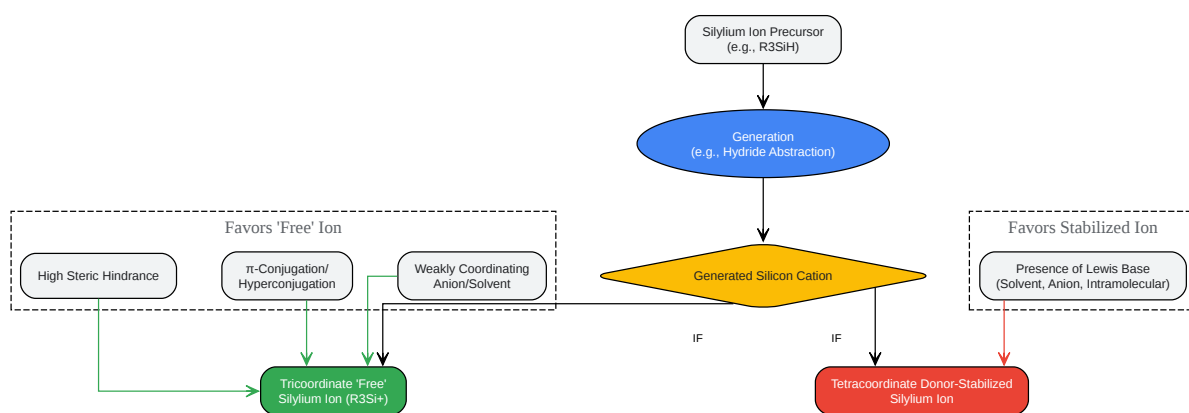 Silylium Ion Precursor
(e.g., R3SiH)
Generation
(e.g., Hydride Abstraction)
Favors 'Free' Ion
Favors Stabilized Ion
High Steric Hindrance
π-Conjugation/
Hyperconjugation
Weakly Coordinating
Anion/Solvent
Generated Silicon Cation
Presence of Lewis Base
(Solvent, Anion, Intramolecular)
IF
IF
Tricoordinate 'Free'
Silylium Ion (R3Si+)
Tetracoordinate Donor-Stabilized
Silylium Ion